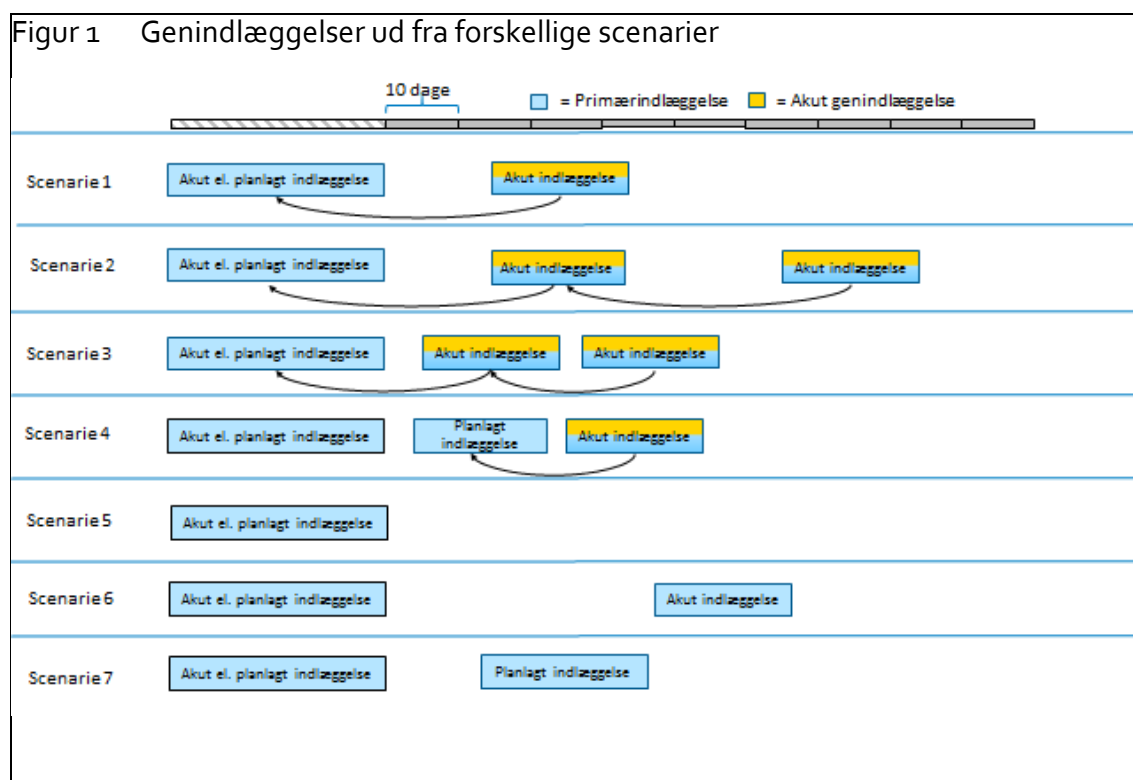 Figur 1 Genindlæggelser ud fra forskellige scenarier
10 dage
= Primærindlæggelse = Akut genindlæggelse
Scenarie 1
Akut el. planlagt indlæggelse
Akut indlæggelse
Scenarie 2
Akut el. planlagt indlæggelse
Akut indlæggelse
Akut indlæggelse
Scenarie 3
Akut el. planlagt indlæggelse
Akut indlæggelse
Akut indlæggelse
Scenarie 4
Akut el. planlagt indlæggelse
Planlagt
indlæggelse
Akut indlæggelse
Scenarie 5
Akut el. planlagt indlæggelse
Scenarie 6
Akut el. planlagt indlæggelse
Akut indlæggelse
Scenarie 7
Akut el. planlagt indlæggelse
Planlagt indlæggelse